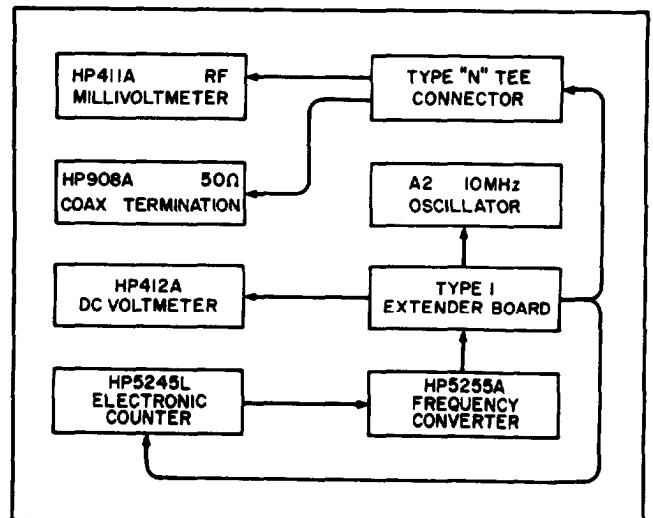 HP411A RF
MILLIVOLTMETER
TYPE "N" TEE
CONNECTOR
HP908A 50Ω
COAX TERMINATION
A2 10MHz
OSCILLATOR
HP412A
DC VOLTMETER
TYPE 1
EXTENDER BOARD
HP5245L
ELECTRONIC
COUNTER
HP5255A
FREQUENCY
CONVERTER